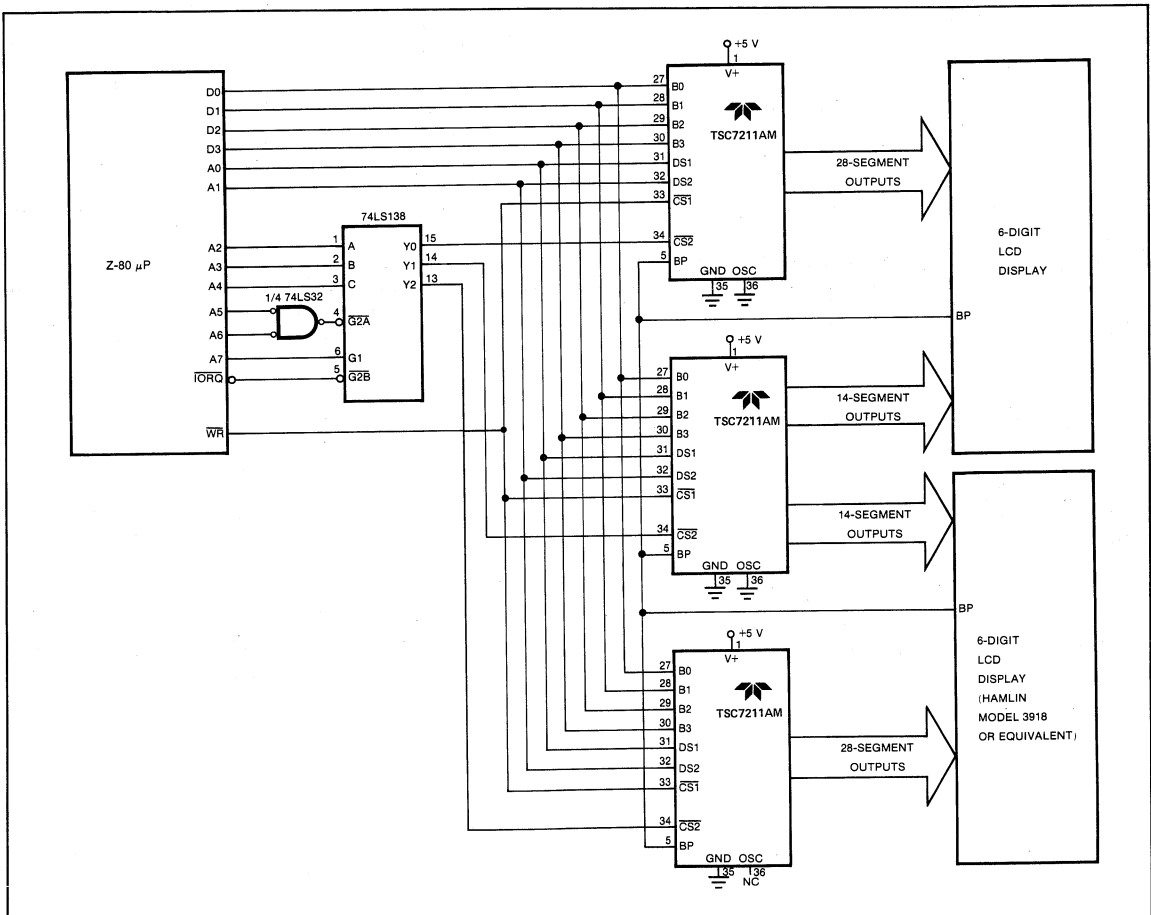 Z-80 μP
D0
D1
D2
D3
A0
A1
A2
A3
A4
A5
A6
A7
IORQ
WR
1/4 74LS32
74LS138
1 A
2 B
3 C
4 G2A
6 G1
5 G2B
Y0 15
Y1 14
Y2 13
+5 V
1
V+
27 B0
28 B1
29 B2
30 B3
31 DS1
32 DS2
33 CS1
34 CS2
5 BP
TSC7211AM
GND OSC
35 36
28-SEGMENT
OUTPUTS
6-DIGIT
LCD
DISPLAY
BP
+5 V
1
V+
27 B0
28 B1
29 B2
30 B3
31 DS1
32 DS2
33 CS1
34 CS2
5 BP
TSC7211AM
GND OSC
35 36
14-SEGMENT
OUTPUTS
14-SEGMENT
OUTPUTS
BP
6-DIGIT
LCD
DISPLAY
(HAMLIN
MODEL 3918
OR EQUIVALENT)
+5 V
1
V+
27 B0
28 B1
29 B2
30 B3
31 DS1
32 DS2
33 CS1
34 CS2
5 BP
TSC7211AM
GND OSC
35 36
NC
28-SEGMENT
OUTPUTS